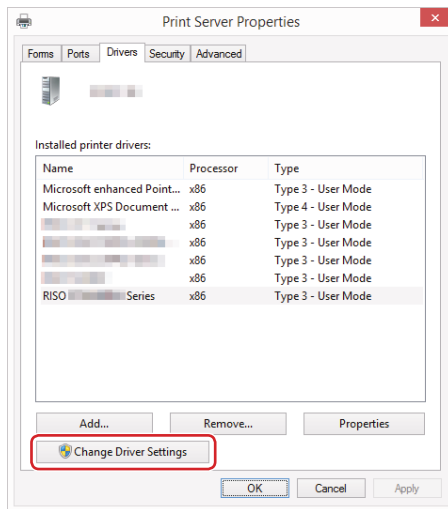 Print Server Properties
Forms Ports Drivers Security Advanced
Installed printer drivers:
Name Processor Type
Microsoft enhanced Point... x86 Type 3 - User Mode
Microsoft XPS Document ... x86 Type 4 - User Mode
x86 Type 3 - User Mode
x86 Type 3 - User Mode
x86 Type 3 - User Mode
x86 Type 3 - User Mode
RISO Series x86 Type 3 - User Mode
Add... Remove... Properties
Change Driver Settings
OK Cancel Apply